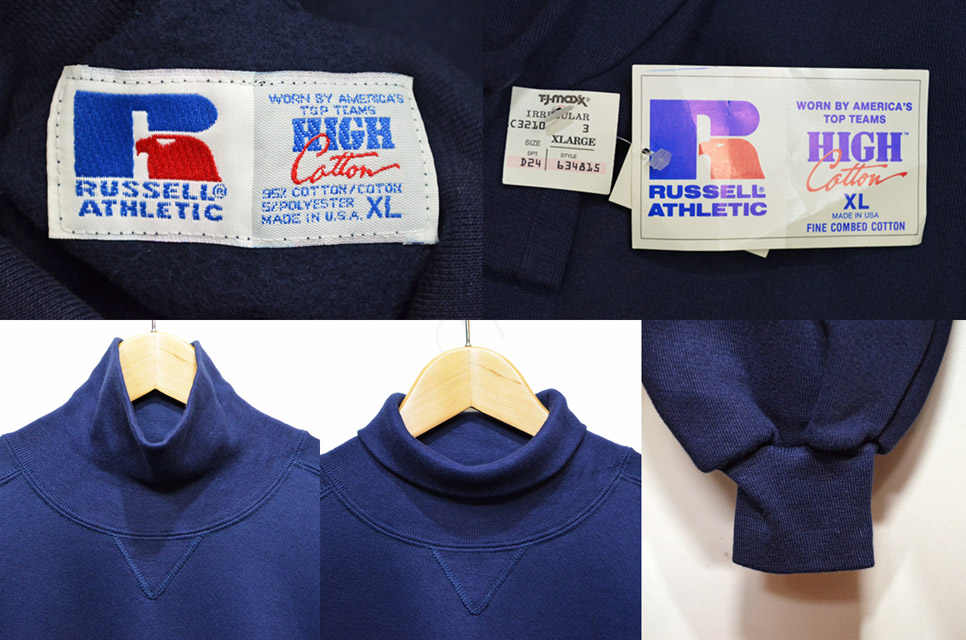 RUSSELL®
ATHLETIC
WORN BY AMERICA'S
TOP TEAMS
HIGH
Cotton
95% COTTON/COTON
5%POLYESTER
MADE IN U.S.A. XL
T.J.maxx
IRREGULAR
C3210 3
SIZE XLARGE
DPT. STYLE
D24 634815
RUSSELL®
ATHLETIC
WORN BY AMERICA'S
TOP TEAMS
HIGH™
Cotton
XL
MADE IN USA
FINE COMBED COTTON